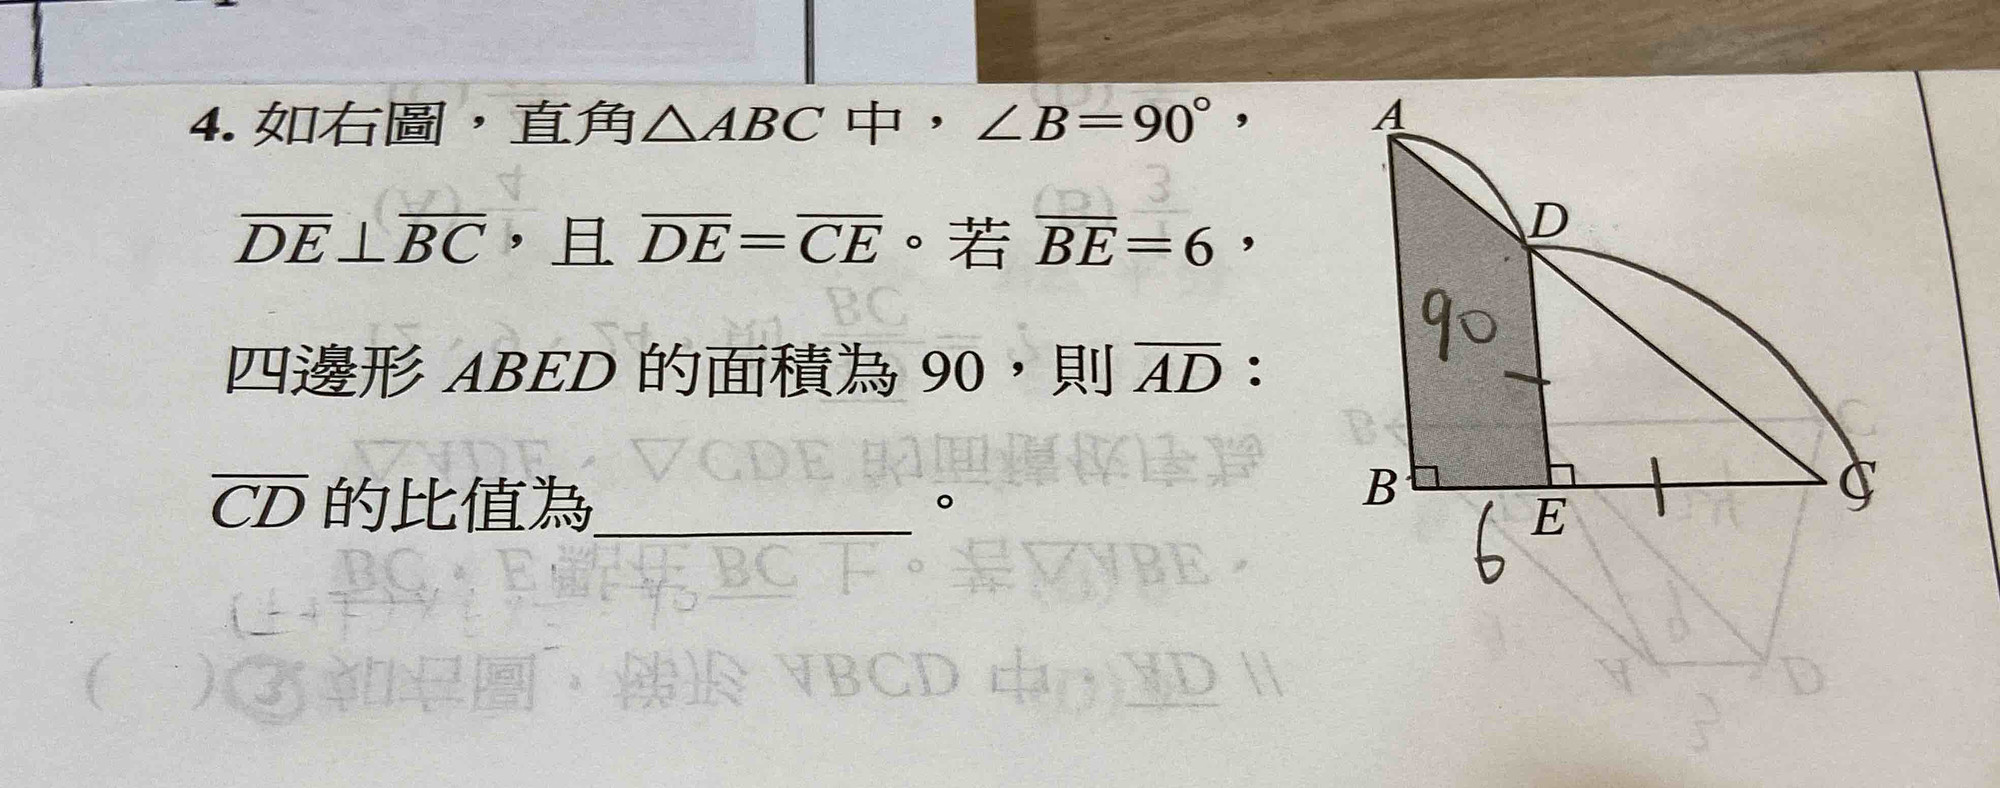 4. 如右圖，直角△ABC 中，∠B＝90°，
DE⊥BC，且 DE＝CE。若 BE＝6，
四邊形 ABED 的面積為 90，則 AD：
CD 的比值為________。
A
D
90
B
E
C
6